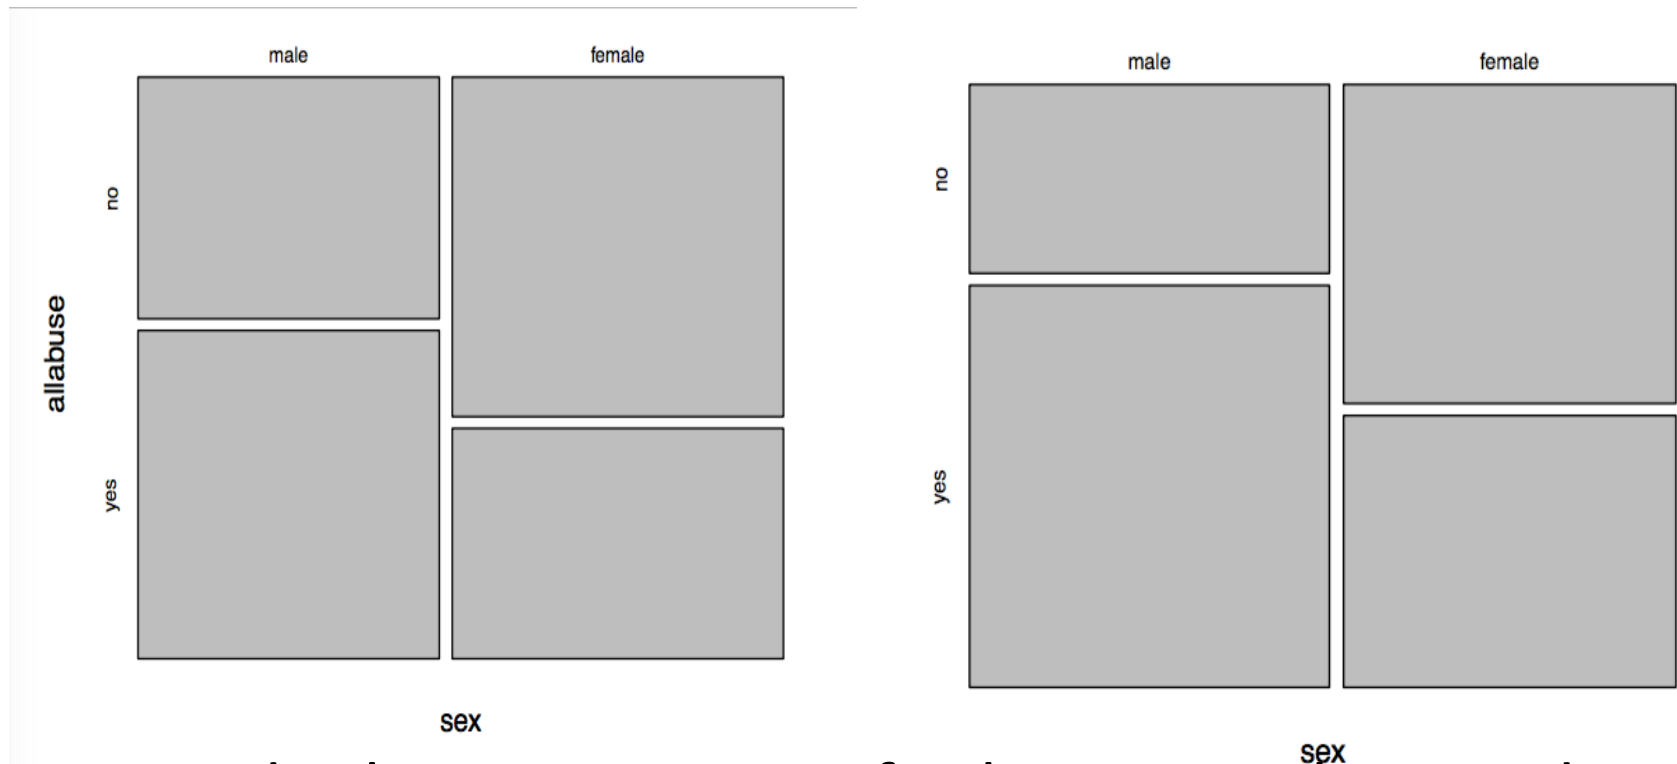 male female
no
allabuse
yes
sex
male female
no
yes
sex